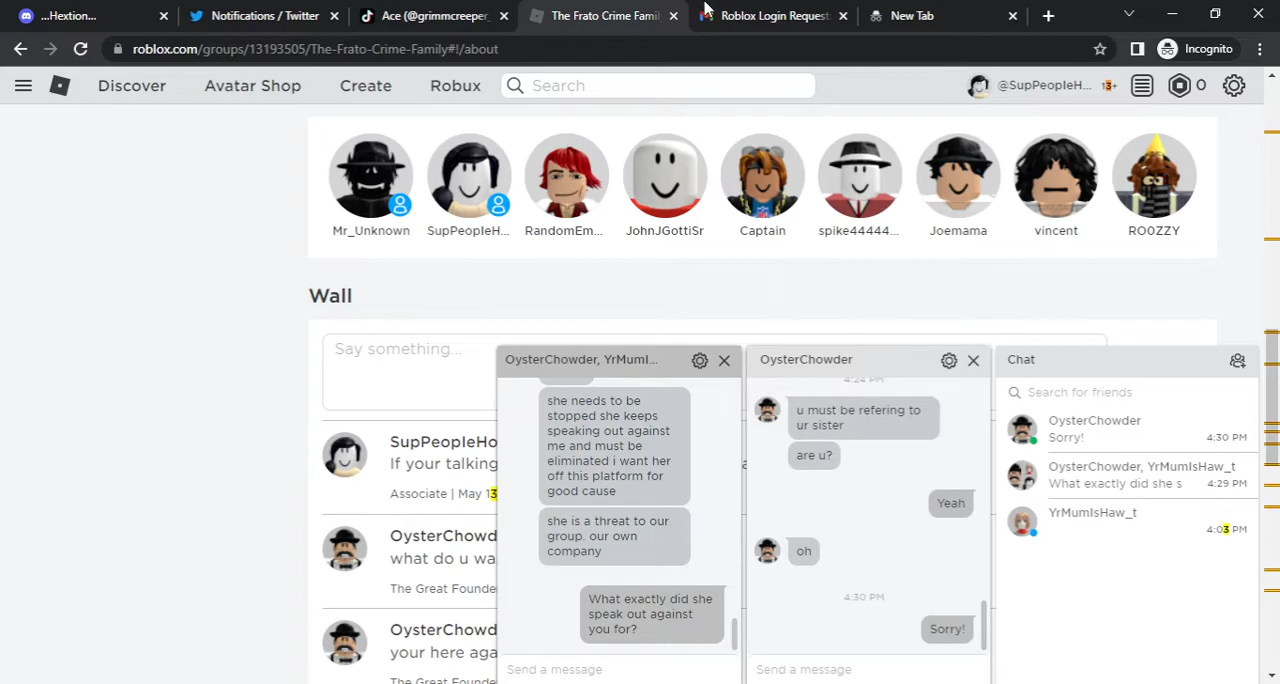 ...Hextion...
Notifications / Twitter
Ace (@grimmcreeper_
The Frato Crime Famil
Roblox Login Request
New Tab
roblox.com/groups/13193505/The-Frato-Crime-Family#!/about
Incognito
Discover
Avatar Shop
Create
Robux
Search
@SupPeopleH...
13+
0
Mr_Unknown
SupPeopleH...
RandomEm...
JohnJGottiSr
Captain
spike44444...
Joemama
vincent
RO0ZZY
Wall
Say something...
SupPeopleHo
If your talking
Associate | May 13
OysterChowd
what do u wa
The Great Founde
OysterChowd
your here aga
The Great Founde
OysterChowder, YrMumI...
she needs to be
stopped she keeps
speaking out against
me and must be
eliminated i want her
off this platform for
good cause
she is a threat to our
group. our own
company
What exactly did she
speak out against
you for?
Send a message
OysterChowder
4:24 PM
u must be refering to
ur sister
are u?
Yeah
oh
4:30 PM
Sorry!
Send a message
Chat
Search for friends
OysterChowder
Sorry!
4:30 PM
OysterChowder, YrMumIsHaw_t
What exactly did she s
4:29 PM
YrMumIsHaw_t
4:03 PM